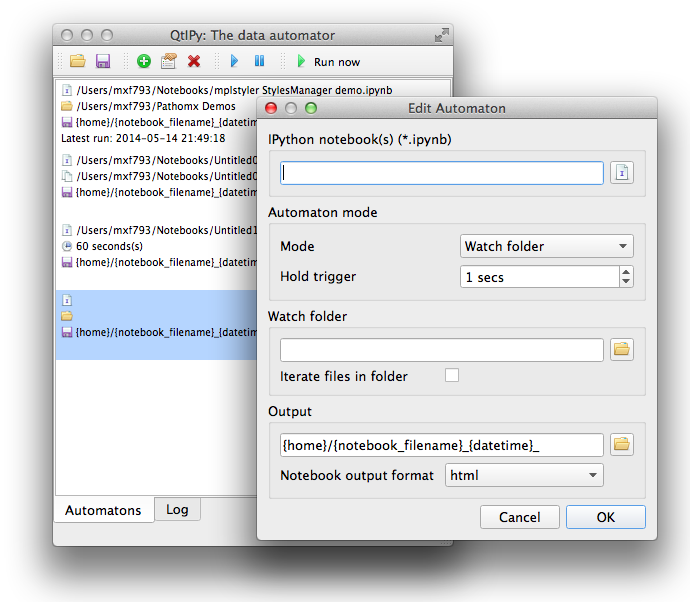 QtIPy: The data automator
Run now
/Users/mxf793/Notebooks/mplstyler StylesManager demo.ipynb
/Users/mxf793/Pathomx Demos
{home}/{notebook_filename}_{datetim
Latest run: 2014-05-14 21:49:18
/Users/mxf793/Notebooks/Untitled0
/Users/mxf793/Notebooks/Untitled0
{home}/{notebook_filename}_{datetim
/Users/mxf793/Notebooks/Untitled1
60 seconds(s)
{home}/{notebook_filename}_{datetim
{home}/{notebook_filename}_{datetim
Automatons
Log
Edit Automaton
IPython notebook(s) (*.ipynb)
Automaton mode
Mode
Watch folder
Hold trigger
1 secs
Watch folder
Iterate files in folder
Output
{home}/{notebook_filename}_{datetime}_
Notebook output format
html
Cancel
OK